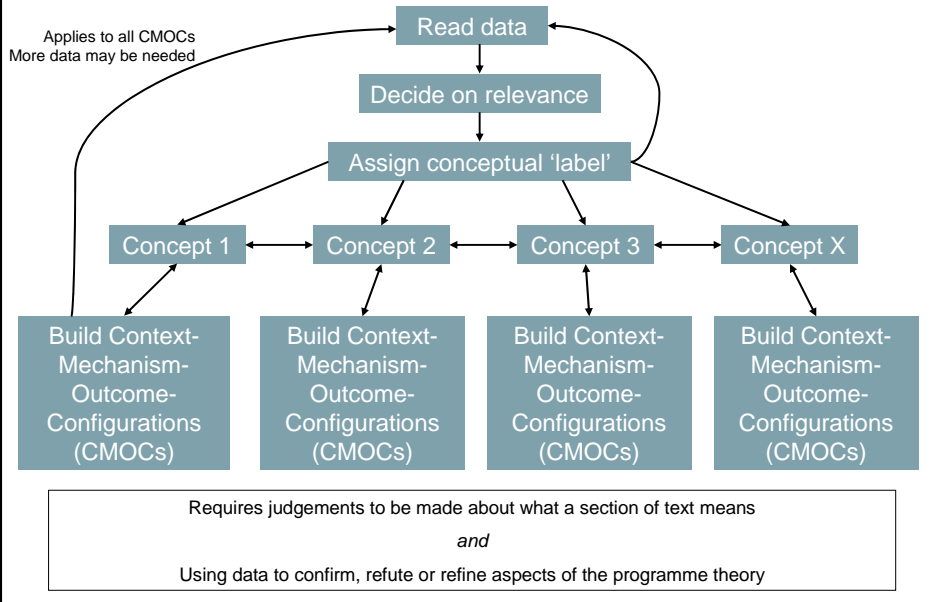 Applies to all CMOCs
More data may be needed
Read data
Decide on relevance
Assign conceptual ‘label’
Concept 1
Concept 2
Concept 3
Concept X
Build Context-
Mechanism-
Outcome-
Configurations
(CMOCs)
Build Context-
Mechanism-
Outcome-
Configurations
(CMOCs)
Build Context-
Mechanism-
Outcome-
Configurations
(CMOCs)
Build Context-
Mechanism-
Outcome-
Configurations
(CMOCs)
Requires judgements to be made about what a section of text means
and
Using data to confirm, refute or refine aspects of the programme theory